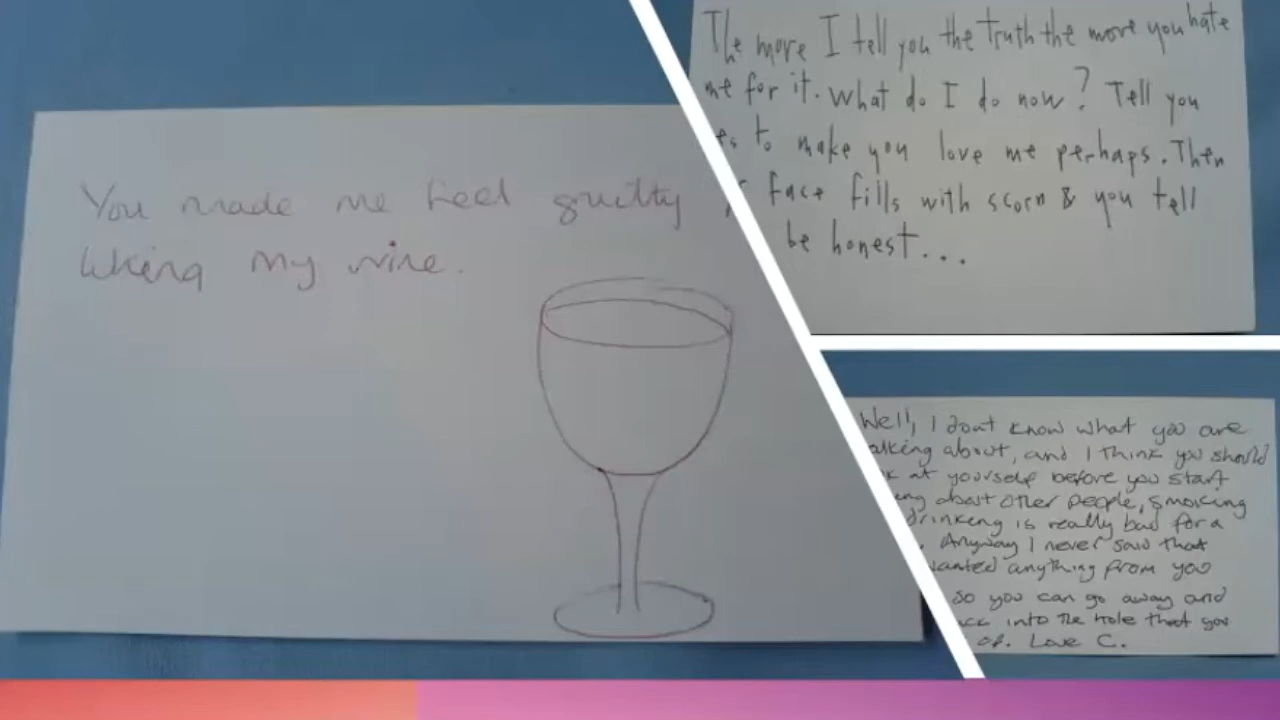 You made me feel guilty
liking my wine.
The more I tell you the truth the more you hate
me for it. What do I do now? Tell you
to make you love me perhaps. Then
face fills with scorn & you tell
be honest...
Well, I dont know what you are
alking about, and I think you should
at yourself before you start
about other people, smoking
drinking is really bad for a
Anyway I never said that
wanted anything from you
so you can go away and
into the hole that you
of. Love C.